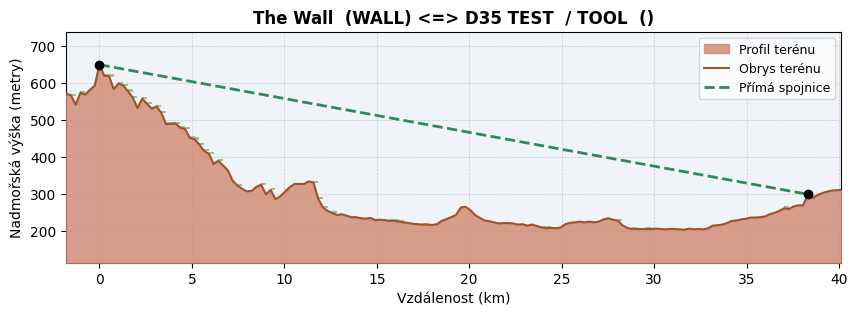 The Wall  (WALL) <=> D35 TEST  / TOOL  ()
Nadmořská výška (metry)
700
600
500
400
300
200
Profil terénu
Obrys terénu
Přímá spojnice
0 5 10 15 20 25 30 35 40
Vzdálenost (km)